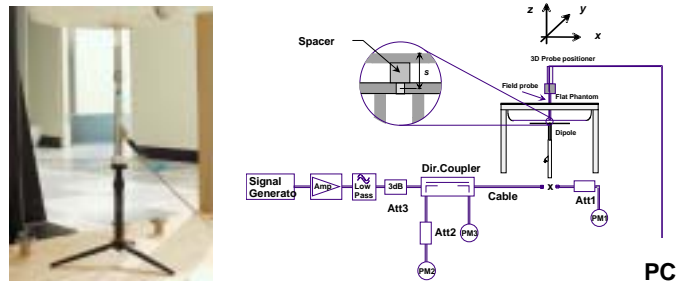 z
y
x
Spacer
s
3D Probe positioner
Field probe
Flat Phantom
Dipole
Signal
Generato
Amp
Low
Pass
3dB
Att3
Dir.Coupler
Cable
x
Att1
PM1
Att2
PM3
PM2
PC